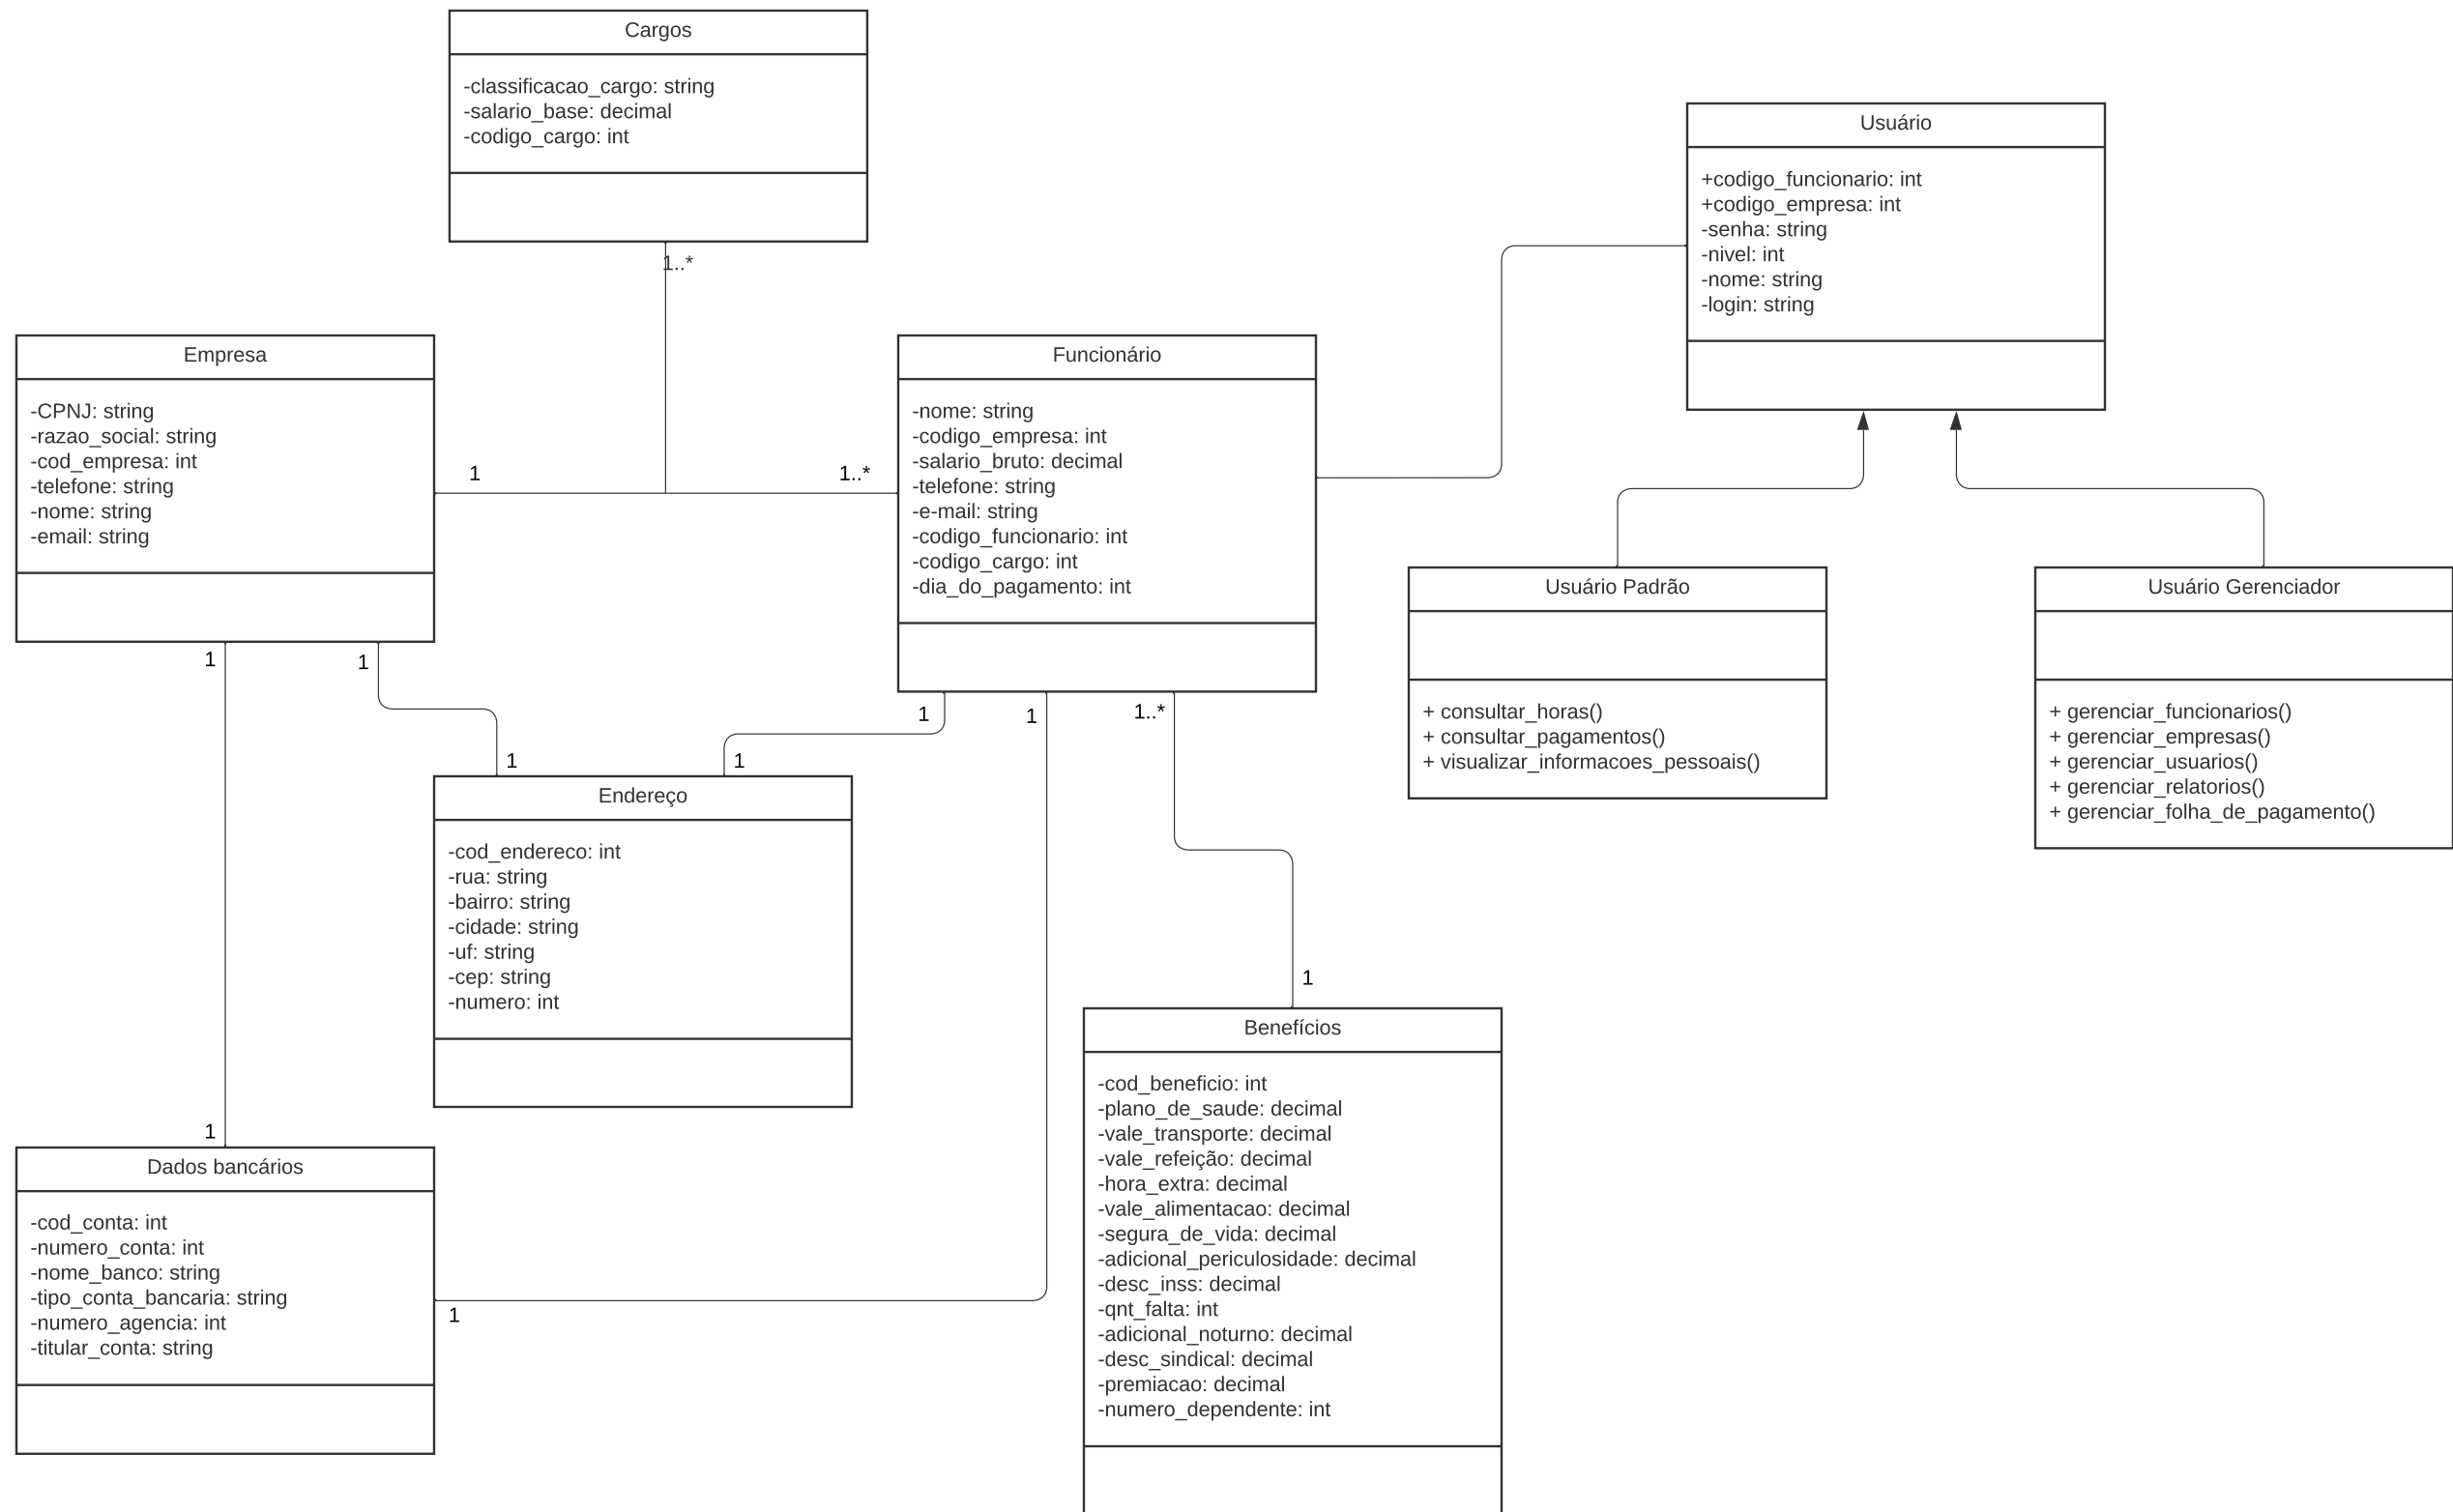 Cargos
-classificacao_cargo: string
-salario_base: decimal
-codigo_cargo: int
1..*
Usuário
+codigo_funcionario: int
+codigo_empresa: int
-senha: string
-nivel: int
-nome: string
-login: string
Empresa
-CPNJ: string
-razao_social: string
-cod_empresa: int
-telefone: string
-nome: string
-email: string
1
1..*
Funcionário
-nome: string
-codigo_empresa: int
-salario_bruto: decimal
-telefone: string
-e-mail: string
-codigo_funcionario: int
-codigo_cargo: int
-dia_do_pagamento: int
Usuário Padrão
+ consultar_horas()
+ consultar_pagamentos()
+ visualizar_informacoes_pessoais()
Usuário Gerenciador
+ gerenciar_funcionarios()
+ gerenciar_empresas()
+ gerenciar_usuarios()
+ gerenciar_relatorios()
+ gerenciar_folha_de_pagamento()
1
1
1
1
1..*
1
1
Endereço
-cod_endereco: int
-rua: string
-bairro: string
-cidade: string
-uf: string
-cep: string
-numero: int
1
Benefícios
-cod_beneficio: int
-plano_de_saude: decimal
-vale_transporte: decimal
-vale_refeição: decimal
-hora_extra: decimal
-vale_alimentacao: decimal
-segura_de_vida: decimal
-adicional_periculosidade: decimal
-desc_inss: decimal
-qnt_falta: int
-adicional_noturno: decimal
-desc_sindical: decimal
-premiacao: decimal
-numero_dependente: int
1
Dados bancários
-cod_conta: int
-numero_conta: int
-nome_banco: string
-tipo_conta_bancaria: string
-numero_agencia: int
-titular_conta: string
1